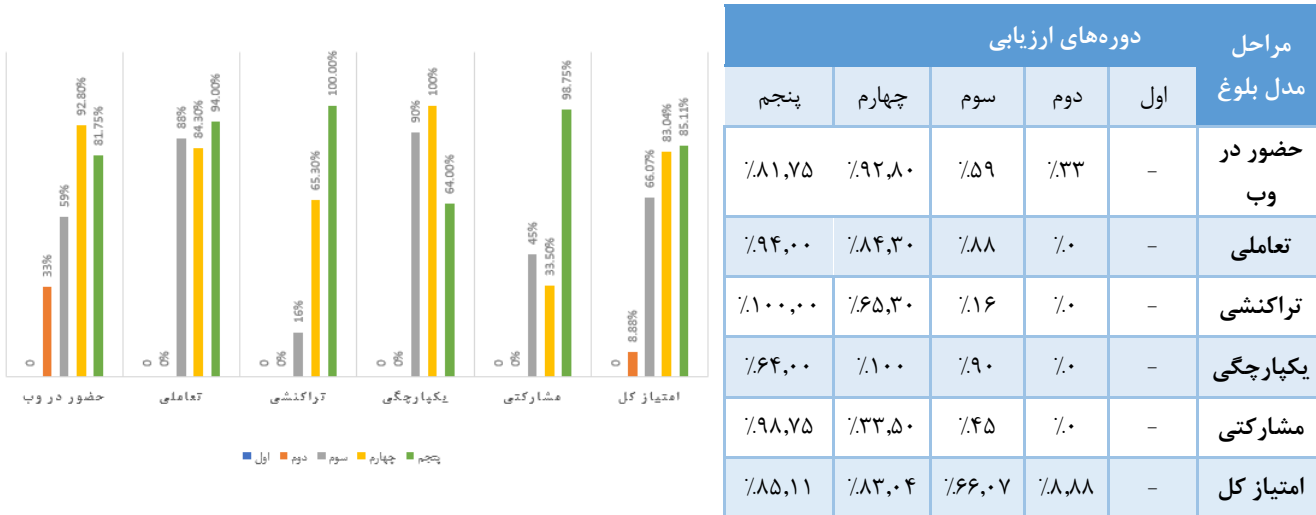 مراحل مدل بلوغ
دوره‌های ارزیابی
اول دوم سوم چهارم پنجم
حضور در وب - ٪۳۳ ٪۵۹ ٪۹۲,۸۰ ٪۸۱,۷۵
تعاملی - ٪۰ ٪۸۸ ٪۸۴,۳۰ ٪۹۴,۰۰
تراکنشی - ٪۰ ٪۱۶ ٪۶۵,۳۰ ٪۱۰۰,۰۰
یکپارچگی - ٪۰ ٪۹۰ ٪۱۰۰ ٪۶۴,۰۰
مشارکتی - ٪۰ ٪۴۵ ٪۳۳,۵۰ ٪۹۸,۷۵
امتیاز کل - ٪۸,۸۸ ٪۶۶,۰۷ ٪۸۳,۰۴ ٪۸۵,۱۱
0 33% 59% 92.80% 81.75%
0 0% 88% 84.30% 94.00%
0 0% 16% 65.30% 100.00%
0 0% 90% 100% 64.00%
0 0% 45% 33.50% 98.75%
0 8.88% 66.07% 83.04% 85.11%
حضور در وب
تعاملی
تراکنشی
یکپارچگی
مشارکتی
امتیاز کل
اول دوم سوم چهارم پنجم